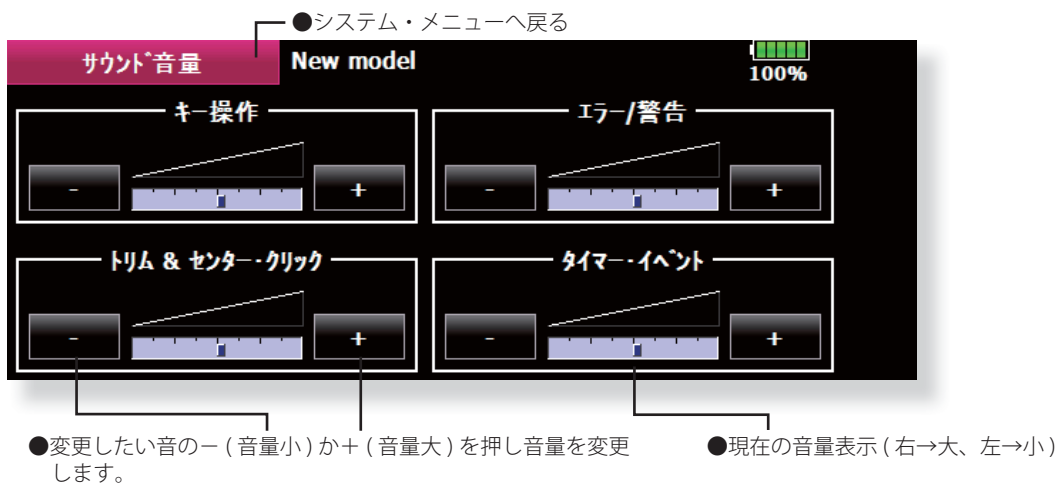 ●システム・メニューへ戻る
サウンド音量 New model 100%
キー操作 エラー/警告
- + - +
トリム & センター・クリック タイマー・イベント
- + - +
●変更したい音の－ ( 音量小 ) か＋ ( 音量大 ) を押し音量を変更 ●現在の音量表示 ( 右→大、左→小 )
します。